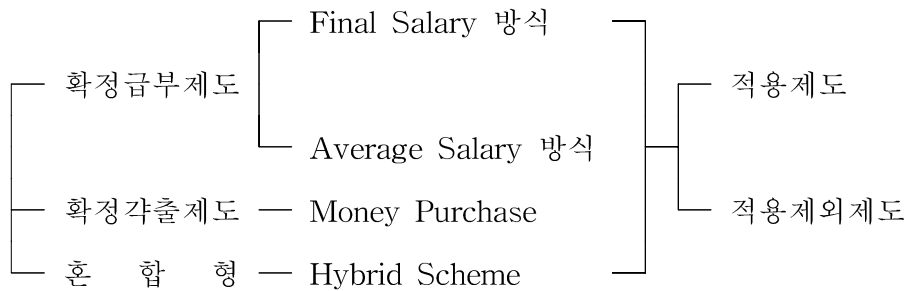 Final Salary 방식
확정급부제도
적용제도
Average Salary 방식
확정갹출제도
Money Purchase
적용제외제도
혼 합 형
Hybrid Scheme